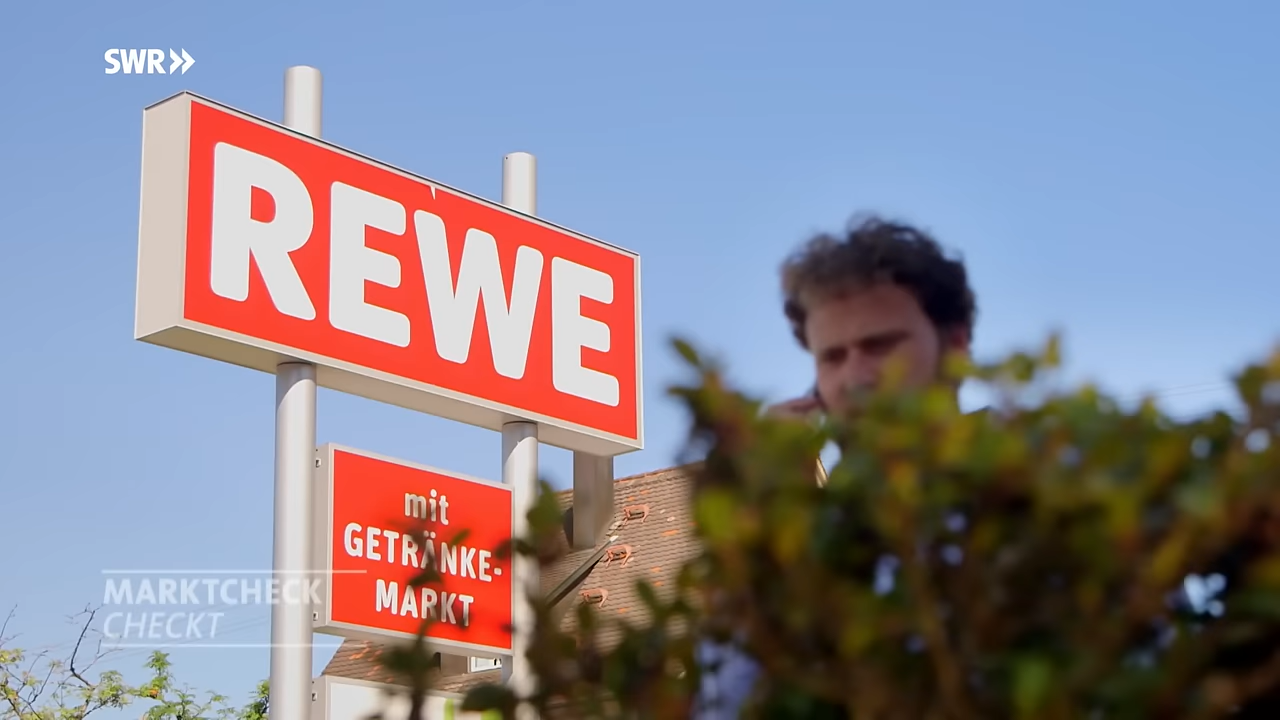 SWR
REWE
mit
GETRÄNKE-
MARKT
MARKTCHECK
CHECKT